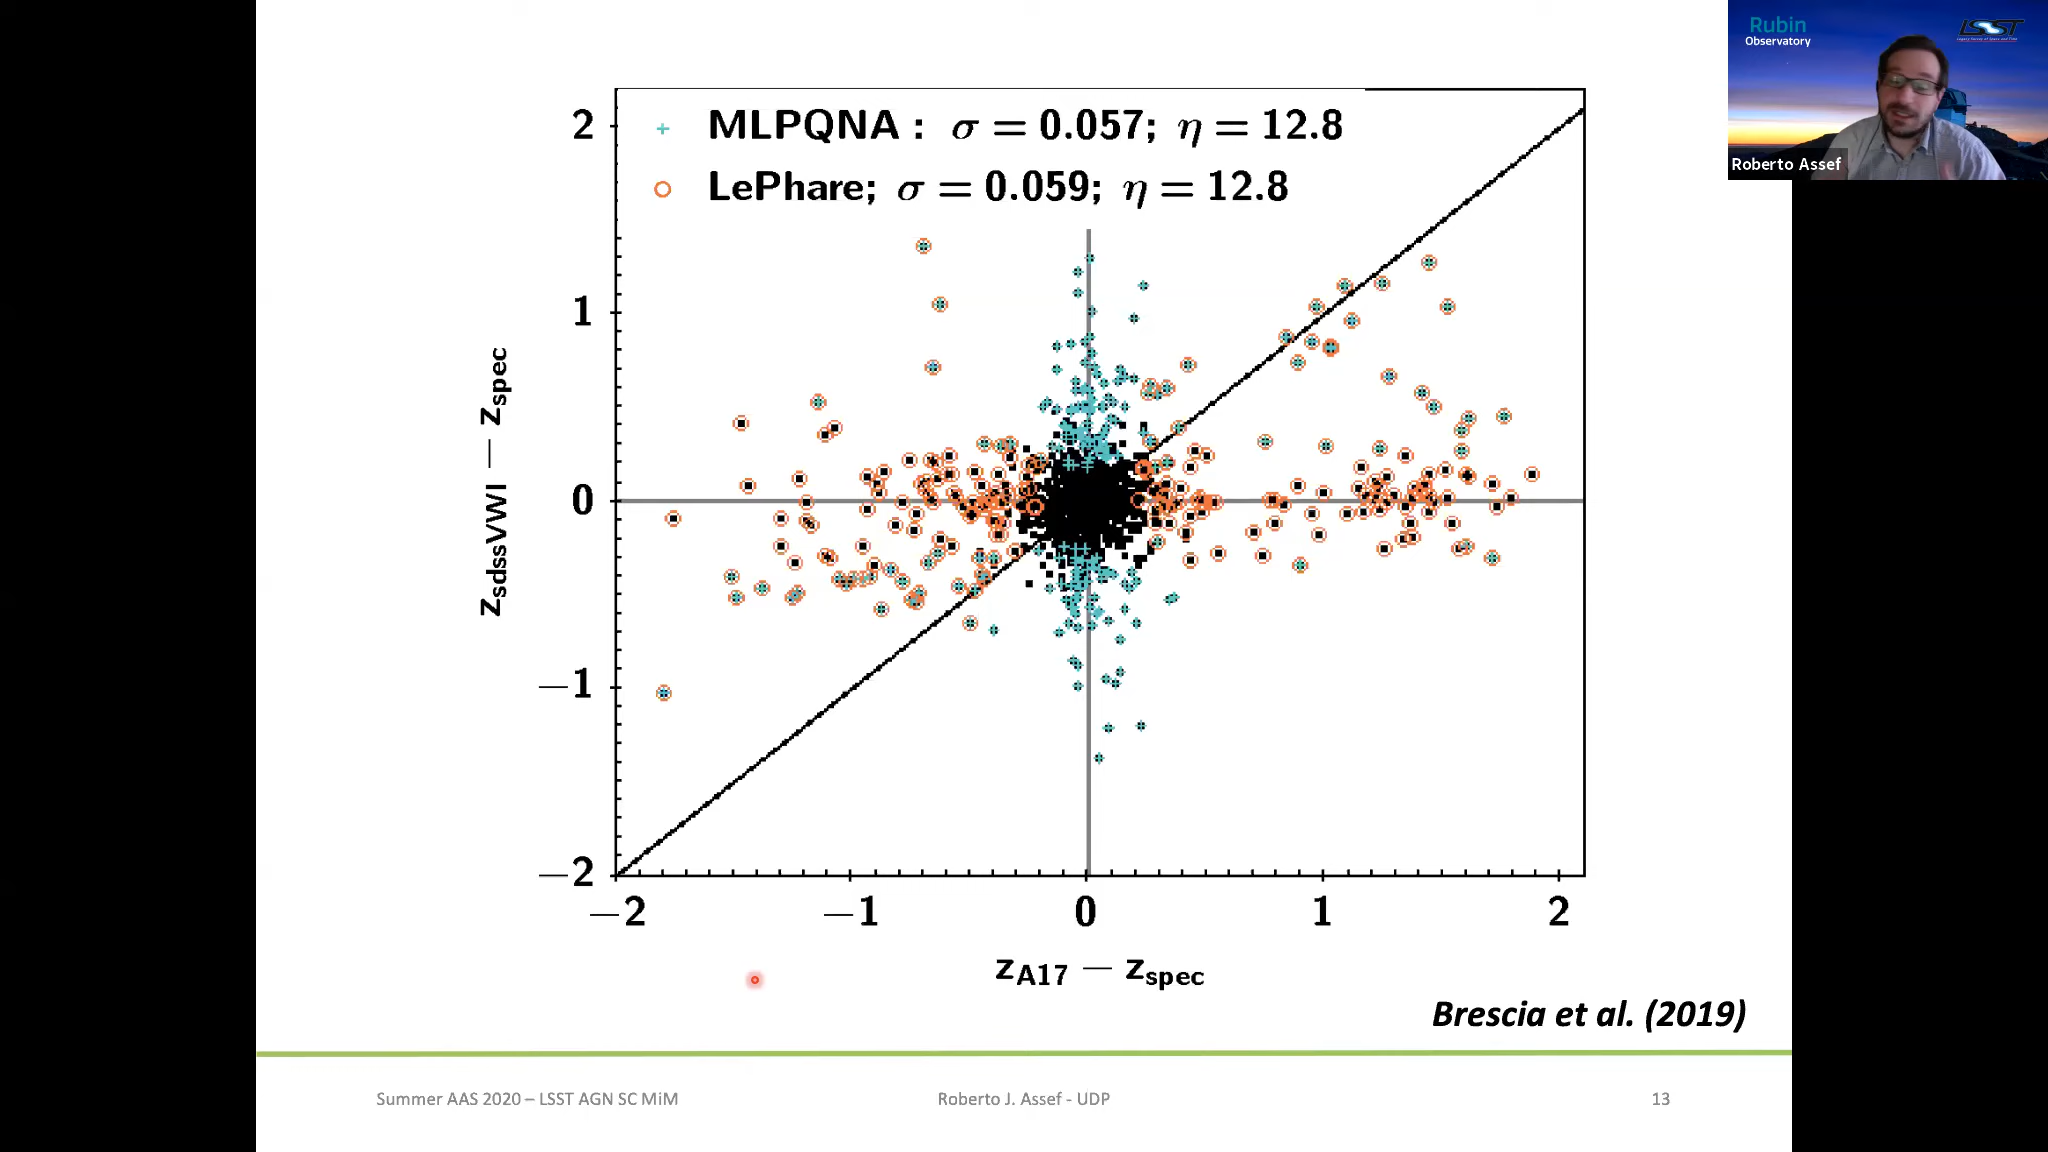 Rubin
Observatory
LSST
Roberto Assef
MLPQNA : σ = 0.057; η = 12.8
LePhare; σ = 0.059; η = 12.8
2
1
0
−1
−2
z_sdssVWI − z_spec
−2
−1
0
1
2
z_A17 − z_spec
Brescia et al. (2019)
Summer AAS 2020 – LSST AGN SC MiM
Roberto J. Assef - UDP
13